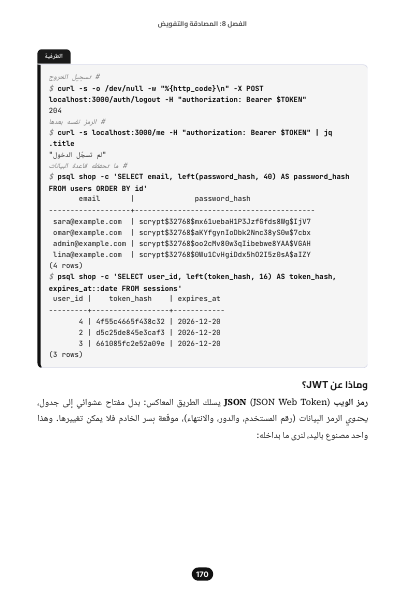 الفصل 8: المصادقة والتفويض
الطرفية
# تسجيل الخروج
$ curl -s -o /dev/null -w "%{http_code}\n" -X POST
localhost:3000/auth/logout -H "authorization: Bearer $TOKEN"
204
# الرمز نفسه بعدها
$ curl -s localhost:3000/me -H "authorization: Bearer $TOKEN" | jq
.title
"لم تسجّل الدخول"
# ما تحفظه قاعدة البيانات
$ psql shop -c 'SELECT email, left(password_hash, 40) AS password_hash
FROM users ORDER BY id'
email | password_hash
-------------------+------------------------------------------
sara@example.com | scrypt$32768$mx61uebaH1P3JzfGfds8Wg$IjV7
omar@example.com | scrypt$32768$aKYfgynIoDbk2Nnc38yS0w$7cbx
admin@example.com | scrypt$32768$oo2cMv80w3qIibebwe8YAA$VGAH
lina@example.com | scrypt$32768$0Wu1CvHgiDdx5hO2I5z0sA$aIZY
(4 rows)
$ psql shop -c 'SELECT user_id, left(token_hash, 16) AS token_hash,
expires_at::date FROM sessions'
user_id | token_hash | expires_at
---------+------------------+------------
4 | 4f55c4665f438c32 | 2026-12-20
2 | d5c25de845e3caf3 | 2026-12-20
3 | 661085fc2e52a09e | 2026-12-20
(3 rows)
وماذا عن JWT؟
رمز الويب JSON (JSON Web Token) يسلك الطريق المعاكس: بدل مفتاح عشوائي إلى جدول،
يحتوي الرمز البيانات (رقم المستخدم، والدور، والانتهاء)، موقعة بسر الخادم فلا يمكن تغييرها. وهذا
واحد مصنوع باليد، لنرى ما بداخله:
170